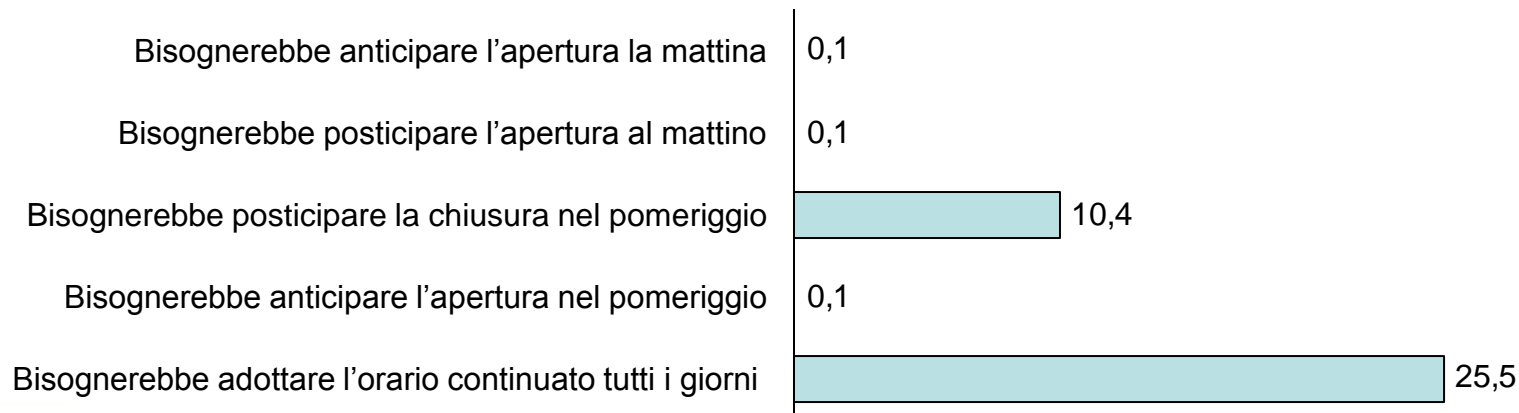 Bisognerebbe anticipare l’apertura la mattina 0,1
Bisognerebbe posticipare l’apertura al mattino 0,1
Bisognerebbe posticipare la chiusura nel pomeriggio 10,4
Bisognerebbe anticipare l’apertura nel pomeriggio 0,1
Bisognerebbe adottare l’orario continuato tutti i giorni 25,5